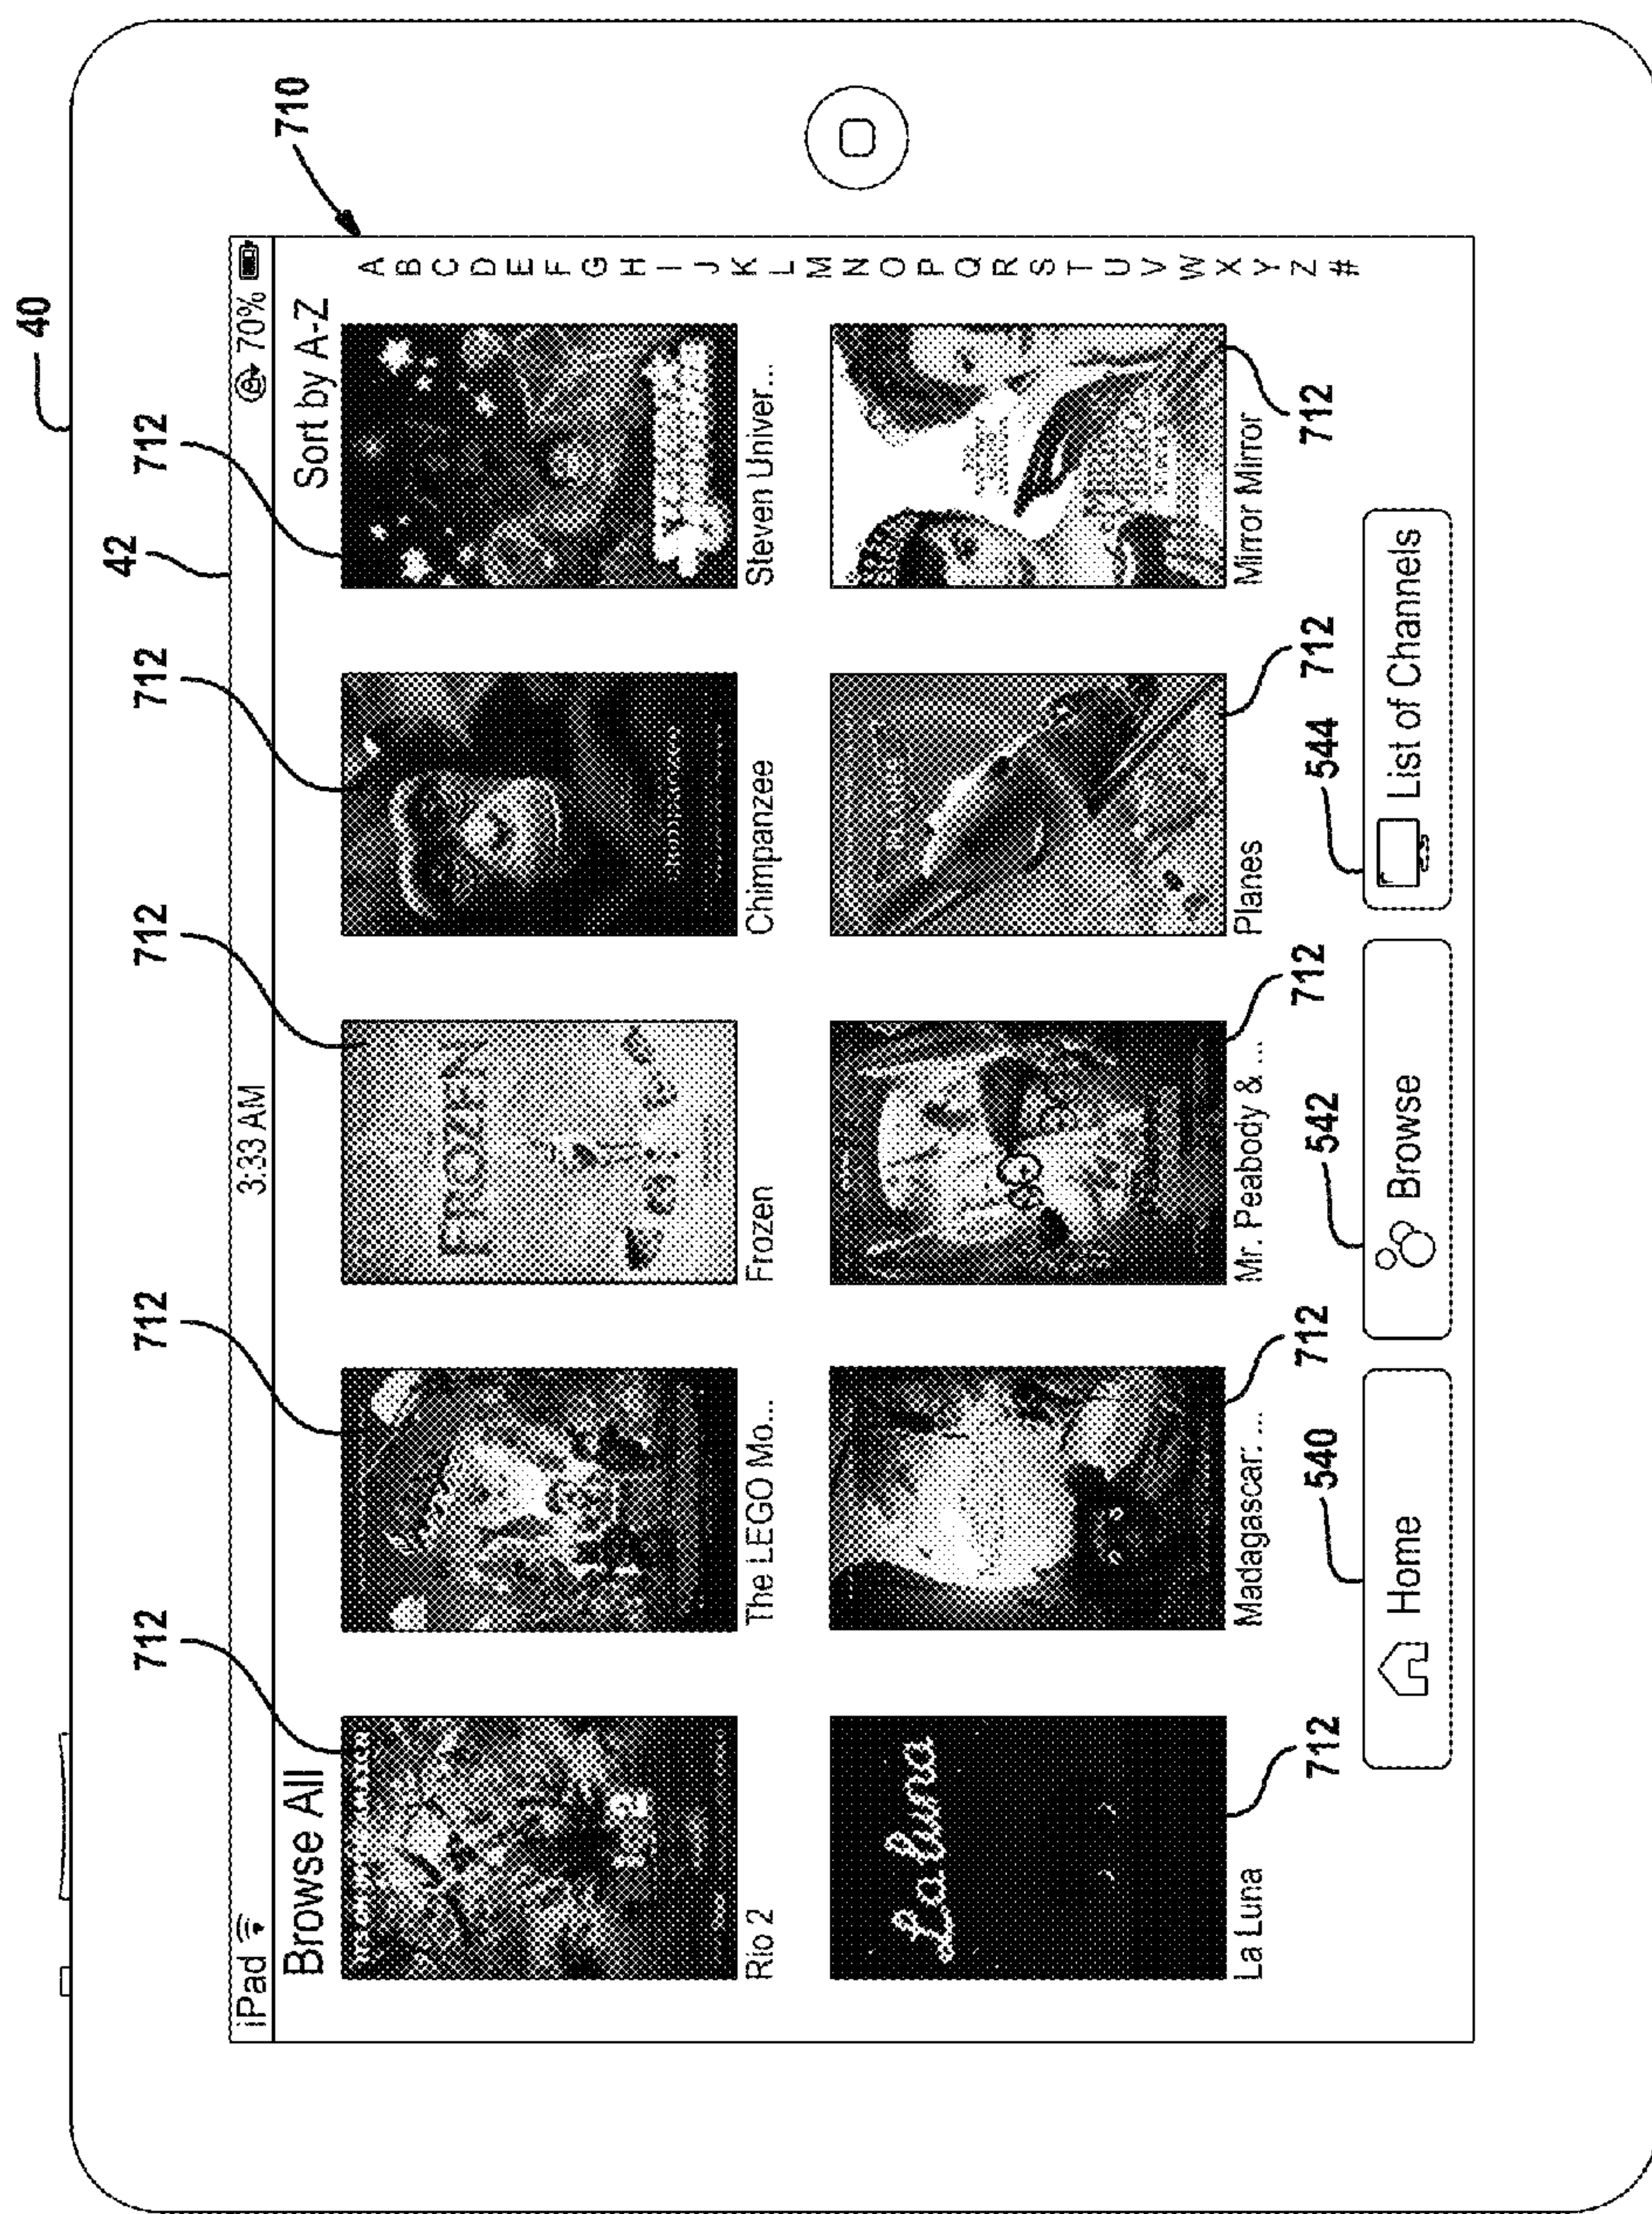 40
42
710
712
712
712
712
712
iPad
3:33 AM
70%
Browse All
Sort by A-Z
FROZEN
Rio 2
The LEGO Mo...
Frozen
Chimpanzee
Steven Univer...
A
B
C
D
E
F
G
H
I
J
K
L
M
N
O
P
Q
R
S
T
U
V
W
X
Y
Z
#
La Luna
PLANES
La Luna
Madagascar: ...
Mr. Peabody & ...
Planes
Mirror Mirror
712
712
712
712
712
540
542
544
Home
Browse
List of Channels